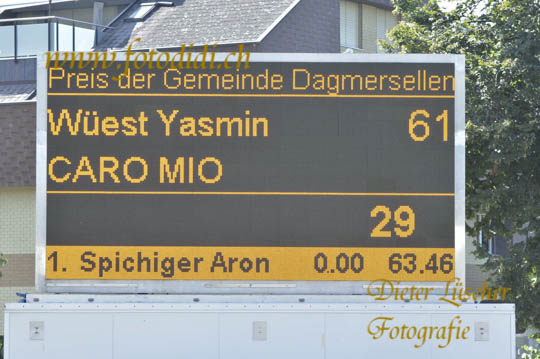 www.fotodidi.ch
Preis der Gemeinde Dagmersellen
Wüest Yasmin 61
CARO MIO
29
1. Spichiger Aron 0.00 63.46
Dieter Lüscher
Fotografie